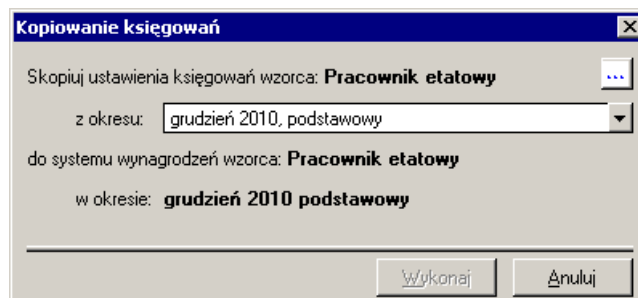 Kopiowanie księgowań
Skopiuj ustawienia księgowań wzorca: Pracownik etatowy ...
z okresu: grudzień 2010, podstawowy
do systemu wynagrodzeń wzorca: Pracownik etatowy
w okresie: grudzień 2010 podstawowy
Wykonaj Anuluj